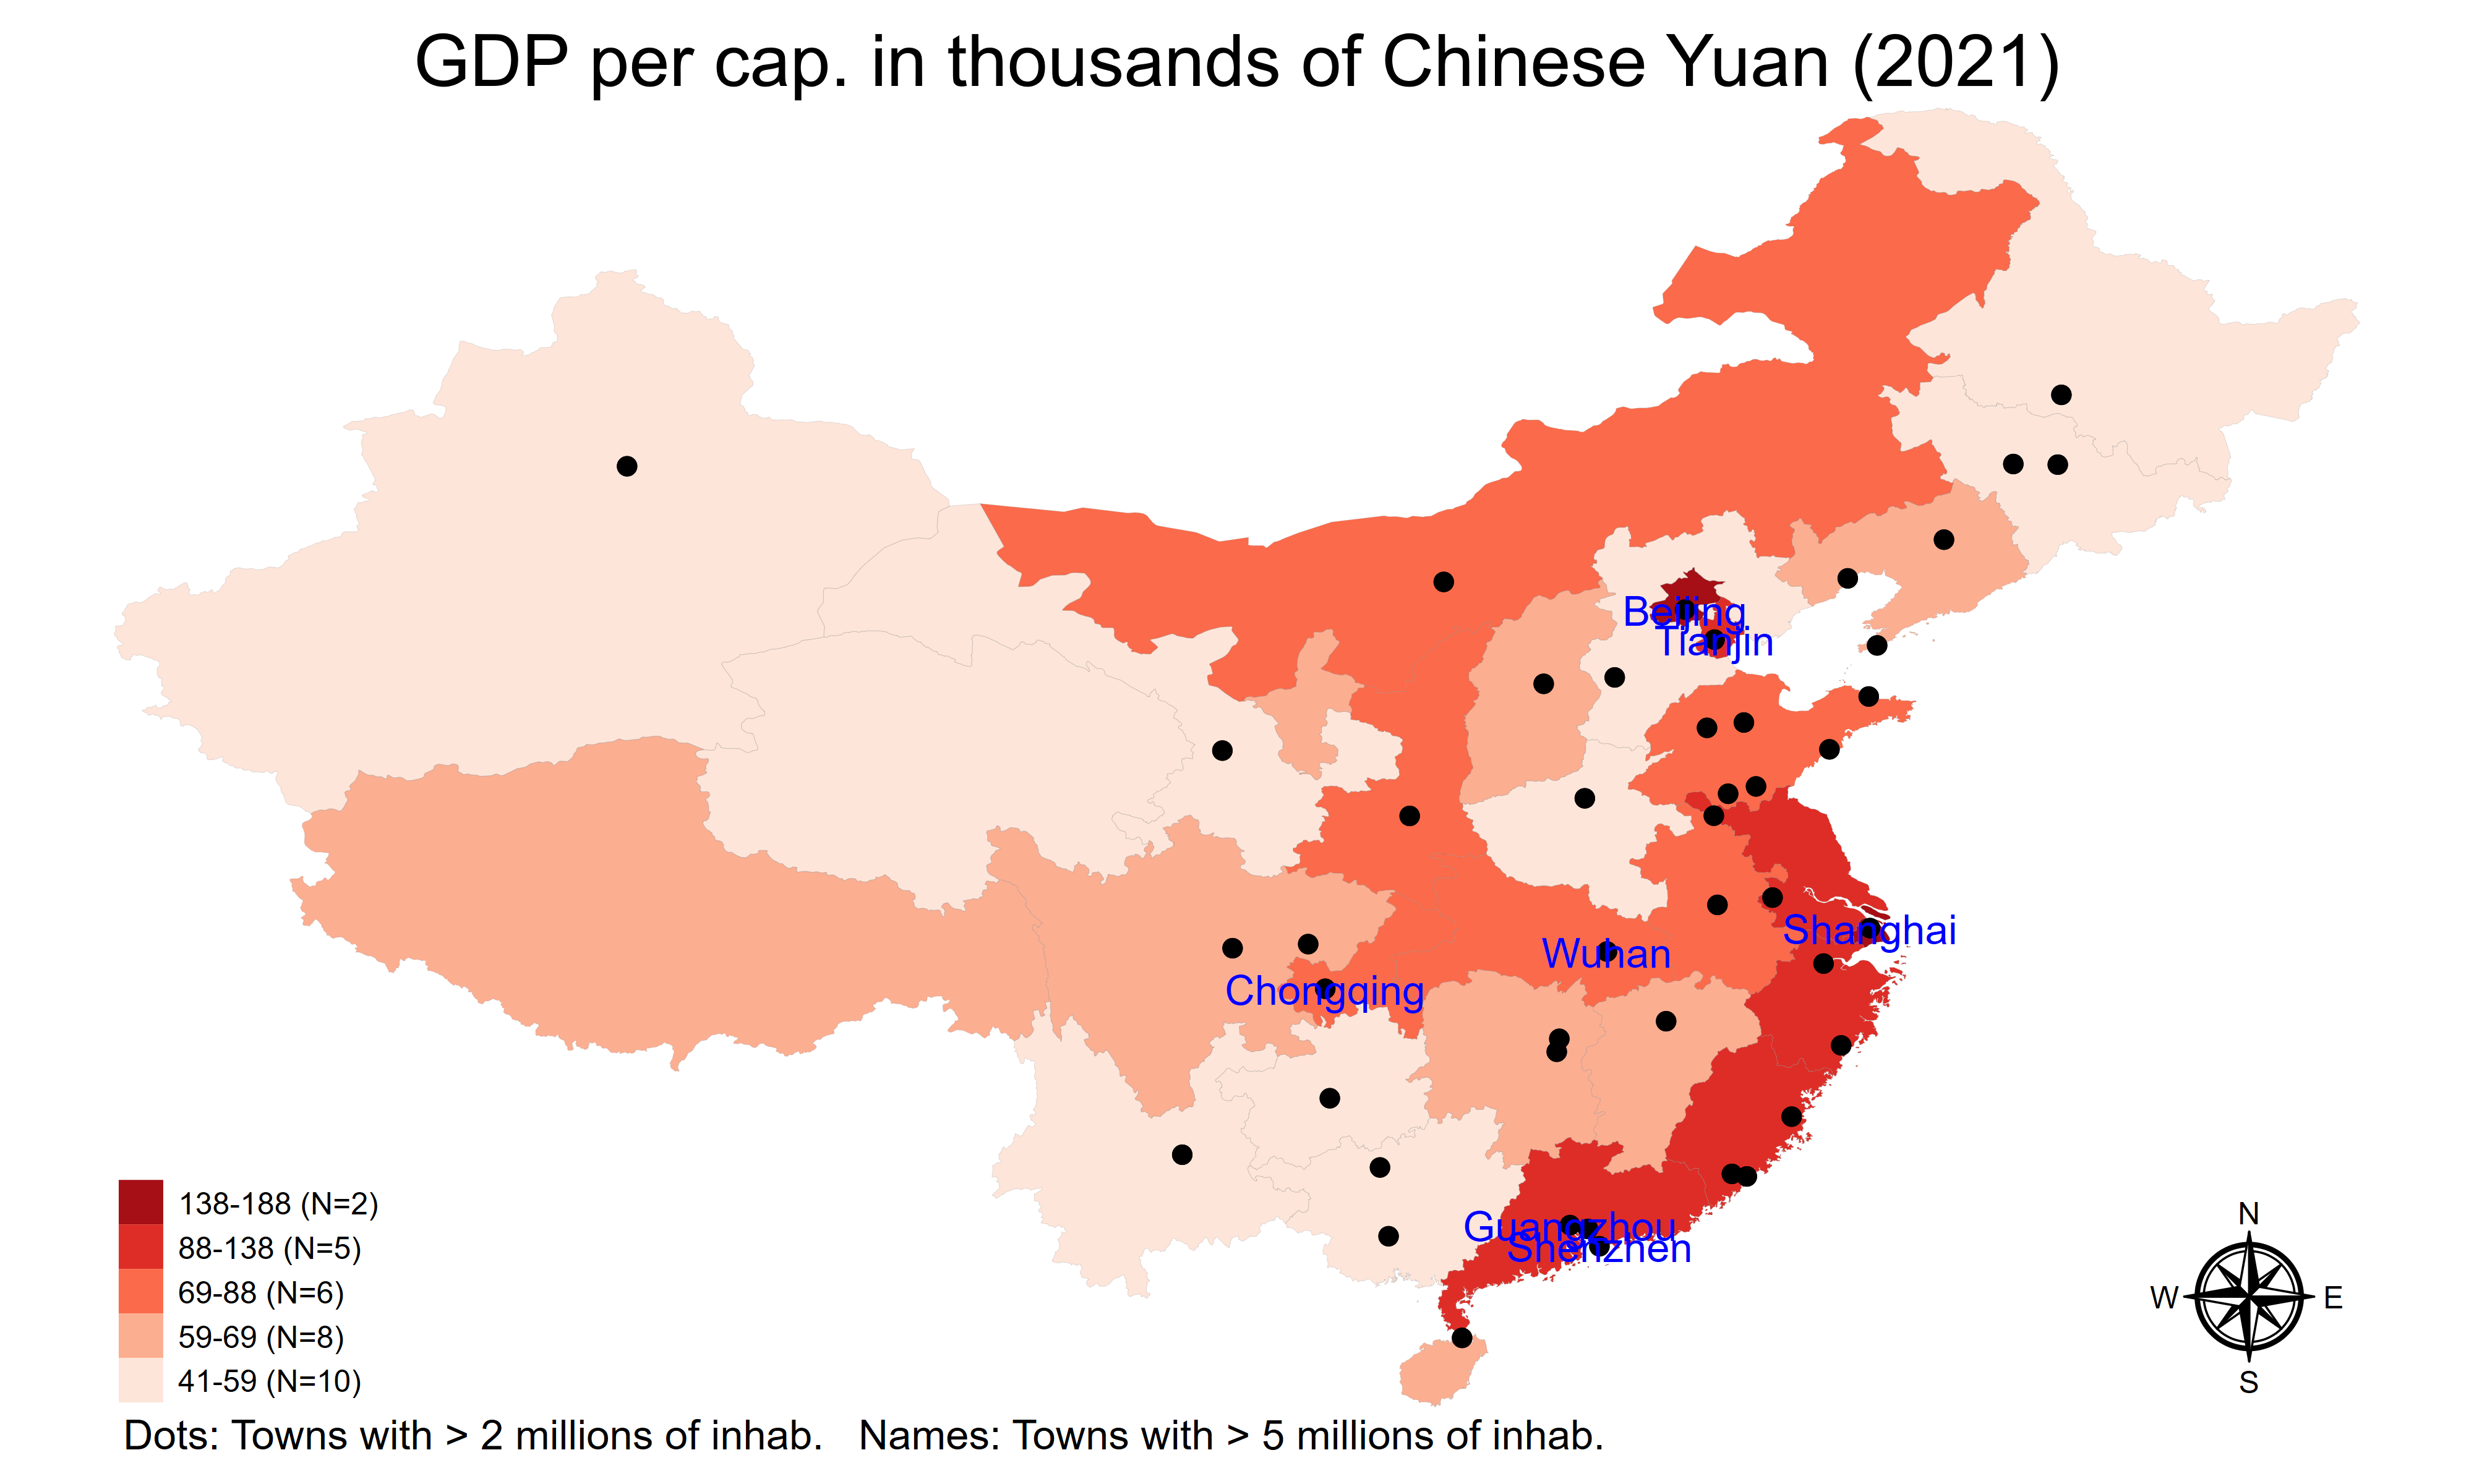 GDP per cap. in thousands of Chinese Yuan (2021)
Beijing
Tianjin
Shanghai
Wuhan
Chongqing
Guangzhou
Shenzhen
138-188 (N=2)
88-138 (N=5)
69-88 (N=6)
59-69 (N=8)
41-59 (N=10)
N
W
E
S
Dots: Towns with > 2 millions of inhab.   Names: Towns with > 5 millions of inhab.